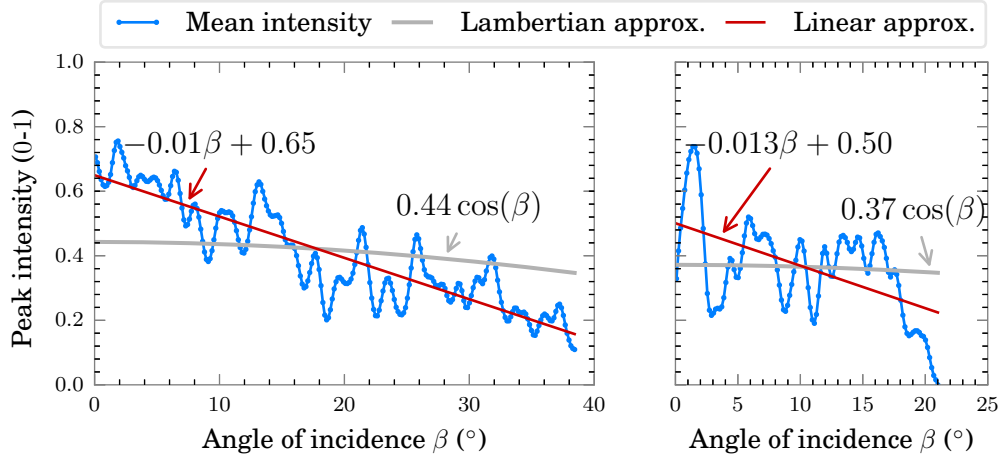 Mean intensity Lambertian approx. Linear approx.
Peak intensity (0-1)
1.0
0.8
0.6
0.4
0.2
0.0
−0.01β + 0.65
0.44 cos(β)
0 10 20 30 40
Angle of incidence β (°)
−0.013β + 0.50
0.37 cos(β)
0 5 10 15 20 25
Angle of incidence β (°)